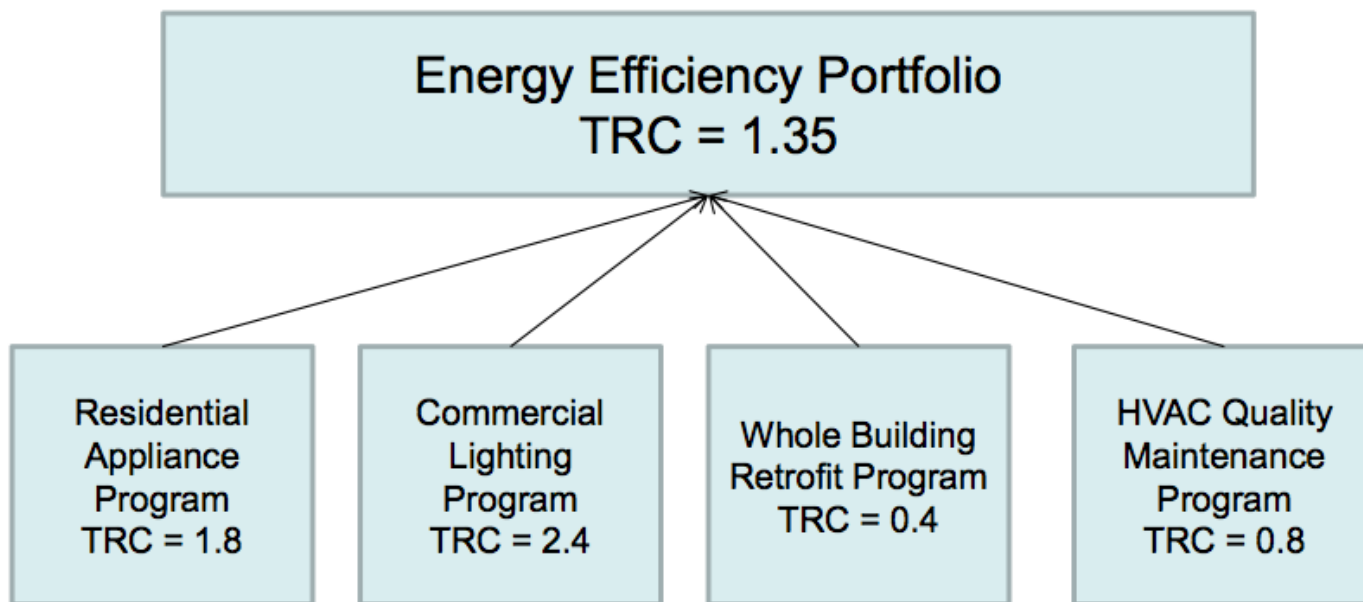 Energy Efficiency Portfolio
TRC = 1.35
Residential
Appliance
Program
TRC = 1.8
Commercial
Lighting
Program
TRC = 2.4
Whole Building
Retrofit Program
TRC = 0.4
HVAC Quality
Maintenance
Program
TRC = 0.8